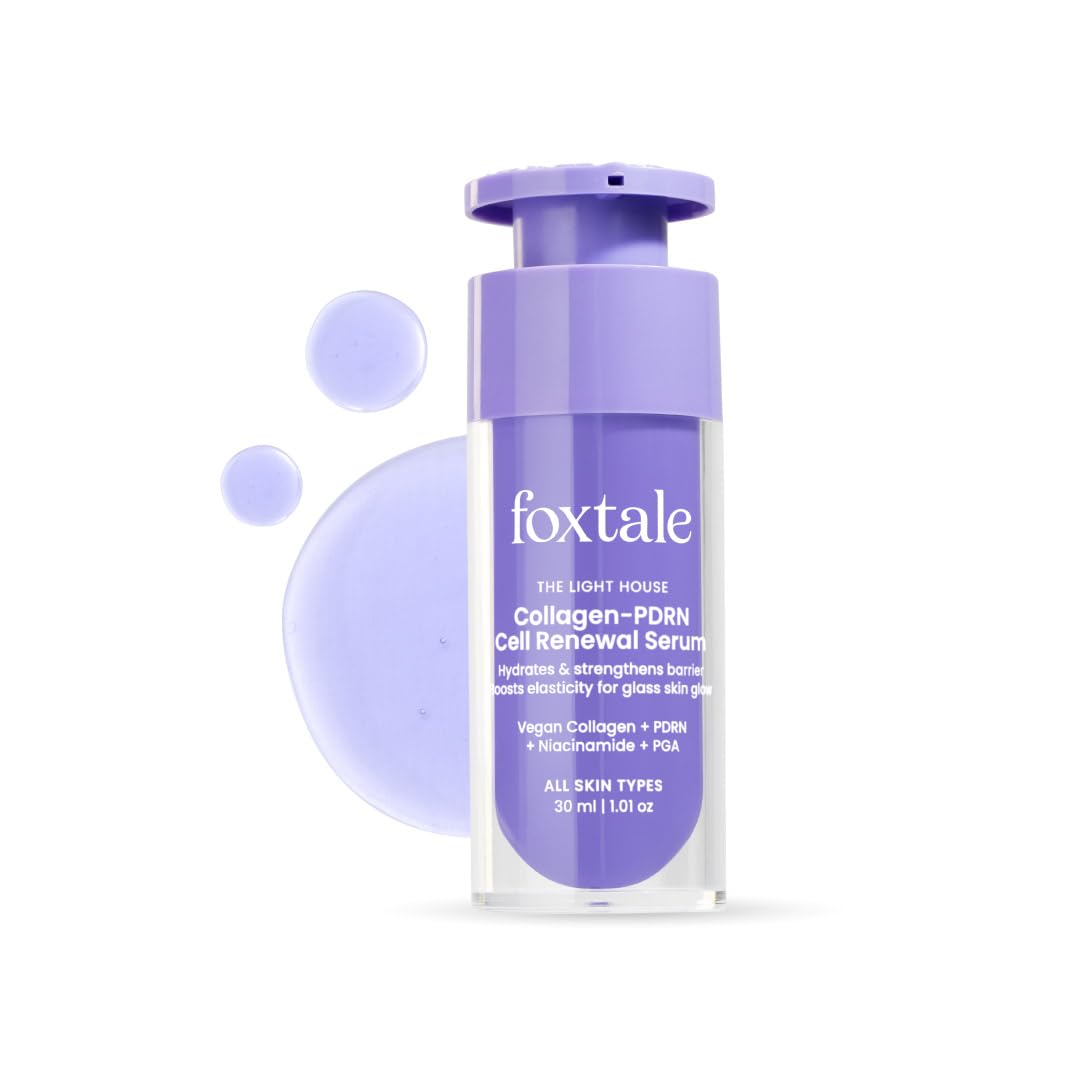 foxtale
THE LIGHT HOUSE
Collagen-PDRN
Cell Renewal Serum
Hydrates & strengthens barrier
Boosts elasticity for glass skin glow
Vegan Collagen + PDRN
+ Niacinamide + PGA
ALL SKIN TYPES
30 ml | 1.01 oz